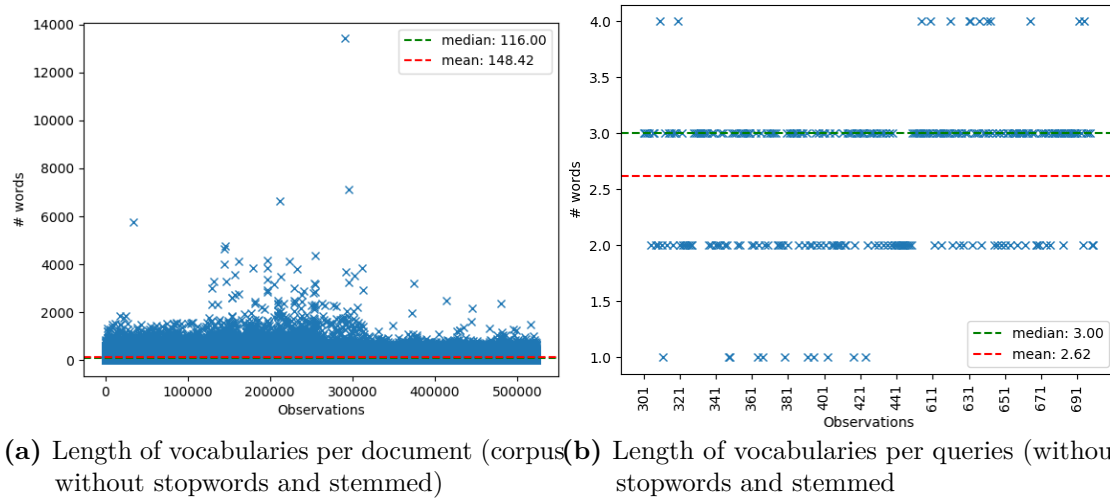 14000
12000
10000
8000
6000
4000
2000
0
# words
median: 116.00
mean: 148.42
0 100000 200000 300000 400000 500000
Observations
4.0
3.5
3.0
2.5
2.0
1.5
1.0
# words
median: 3.00
mean: 2.62
301 321 341 361 381 401 421 441 611 631 651 671 691
Observations
(a) Length of vocabularies per document (corpus
without stopwords and stemmed)
(b) Length of vocabularies per queries (withou
stopwords and stemmed